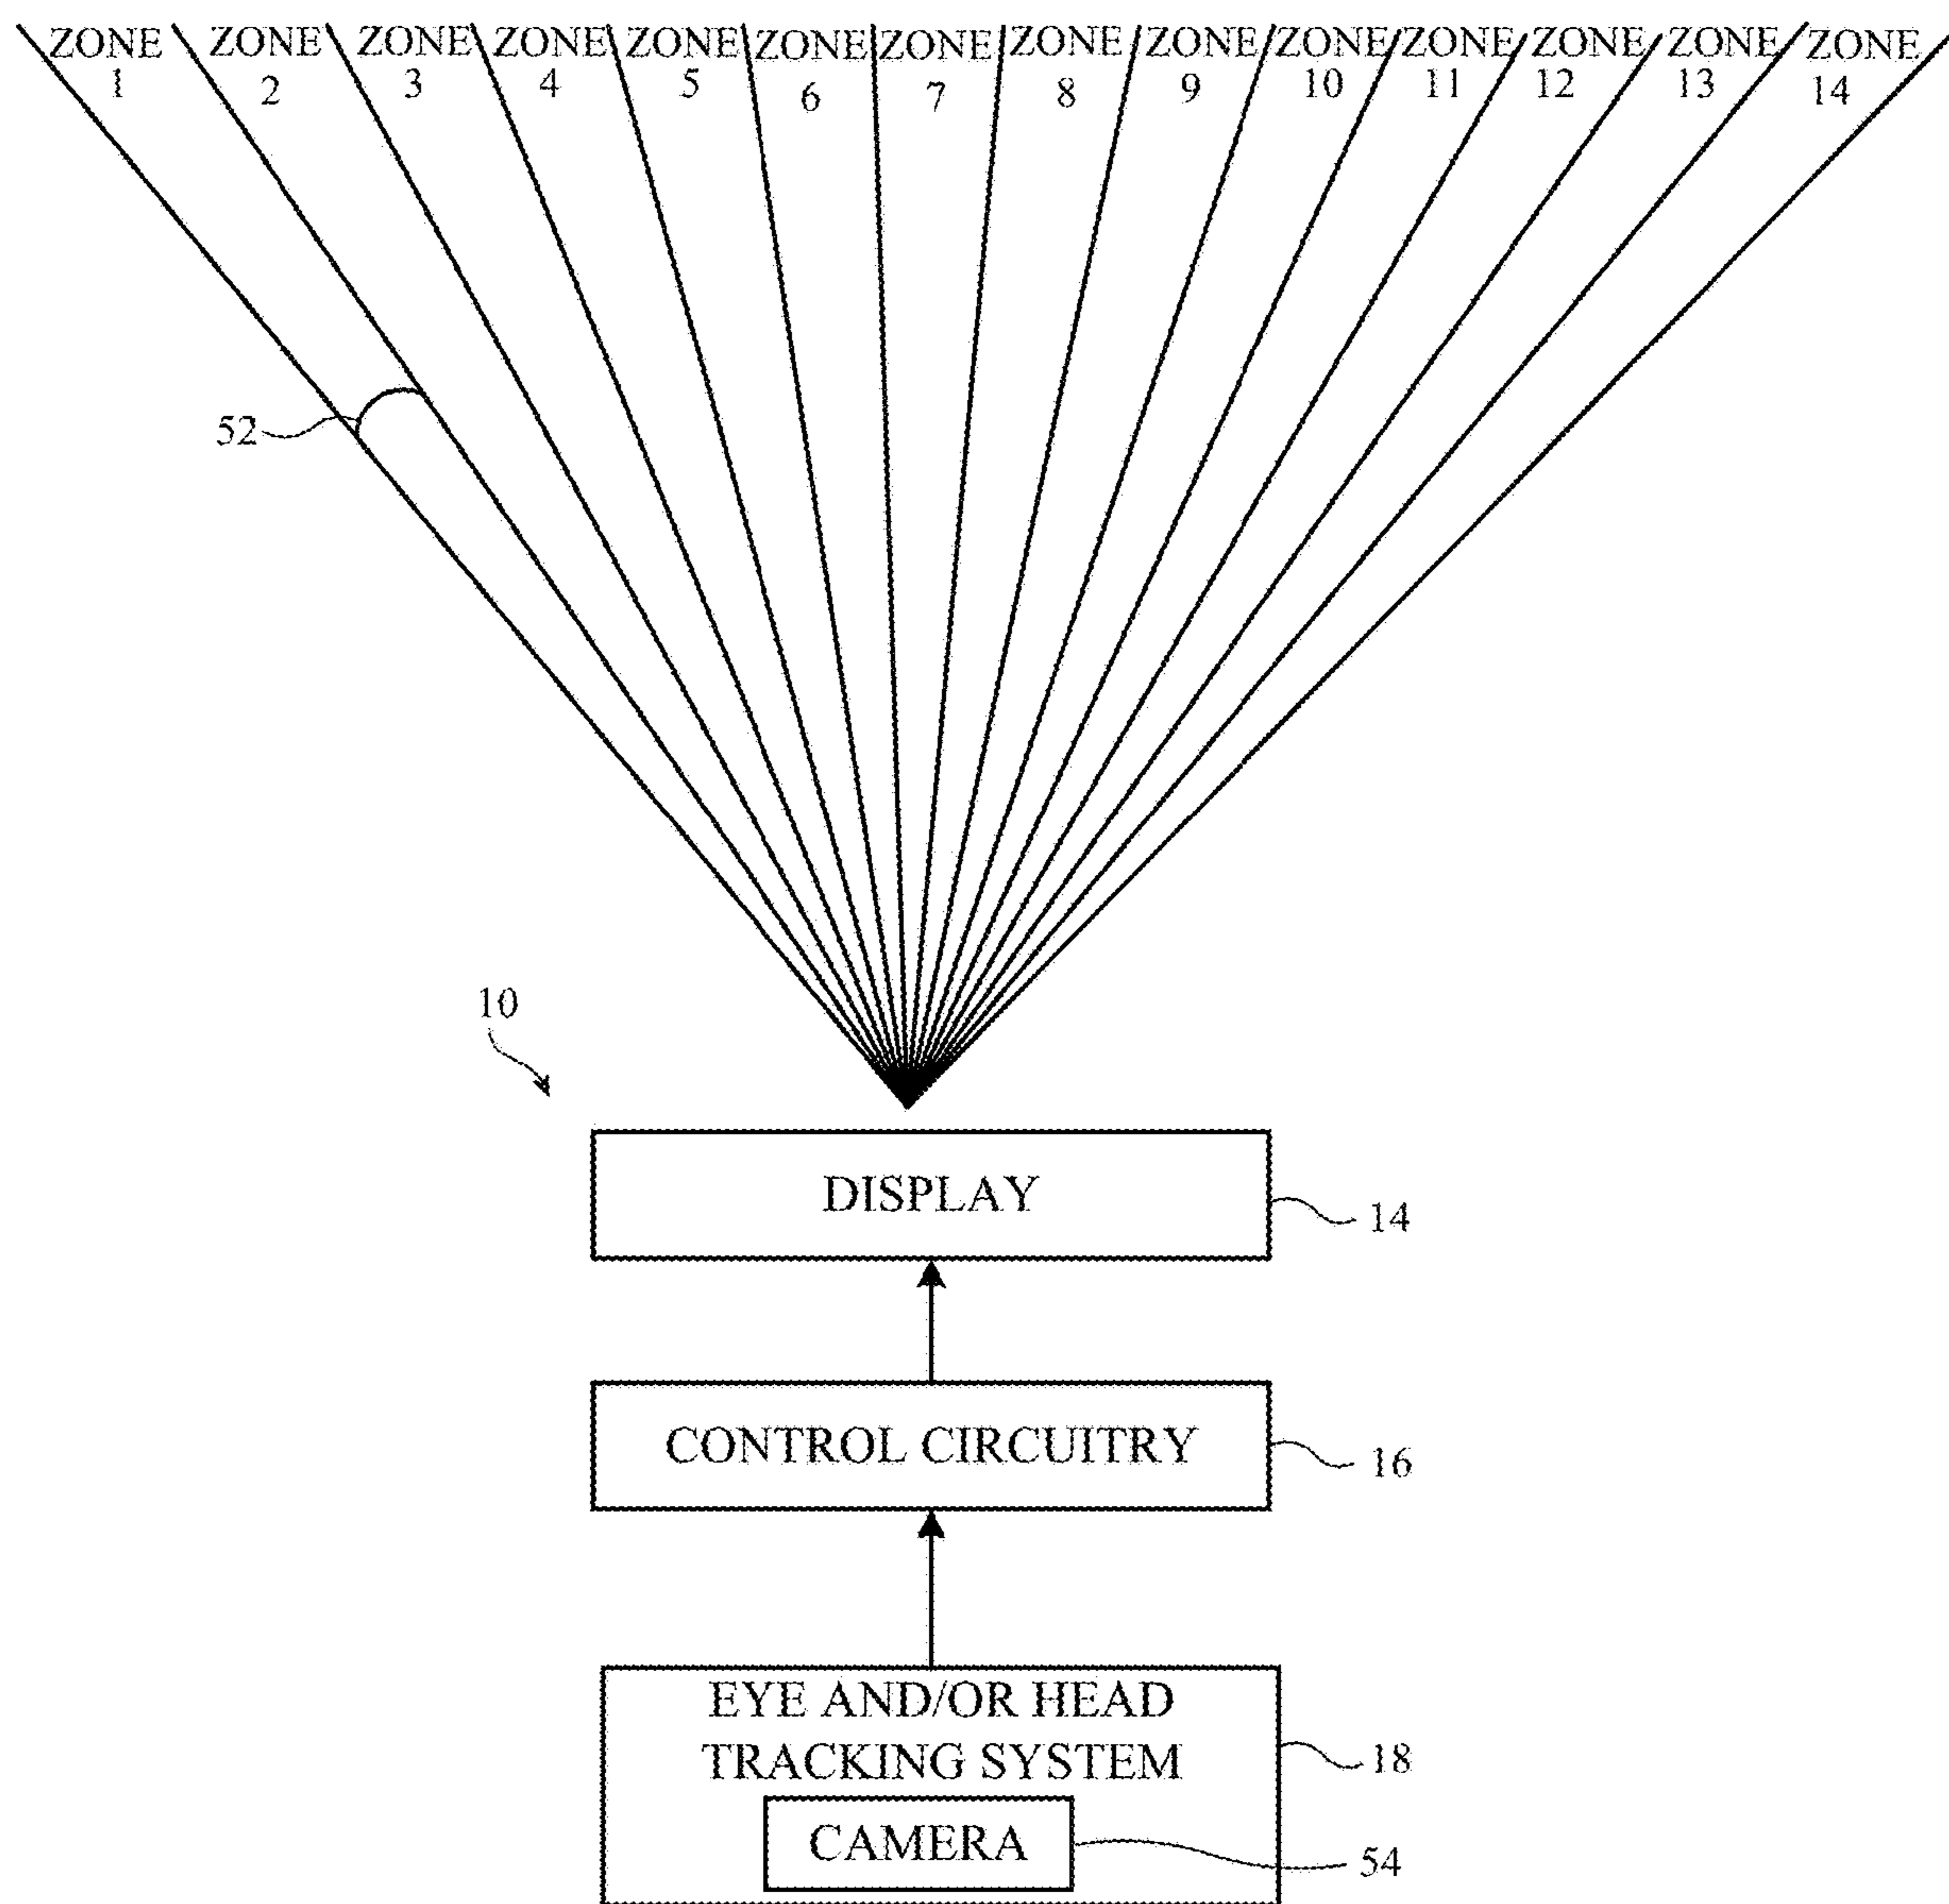 ZONE ZONE ZONE ZONE ZONE ZONE ZONE ZONE ZONE ZONE ZONE ZONE ZONE ZONE
1 2 3 4 5 6 7 8 9 10 11 12 13 14
52
10
DISPLAY
14
CONTROL CIRCUITRY
16
EYE AND/OR HEAD
TRACKING SYSTEM
18
CAMERA
54